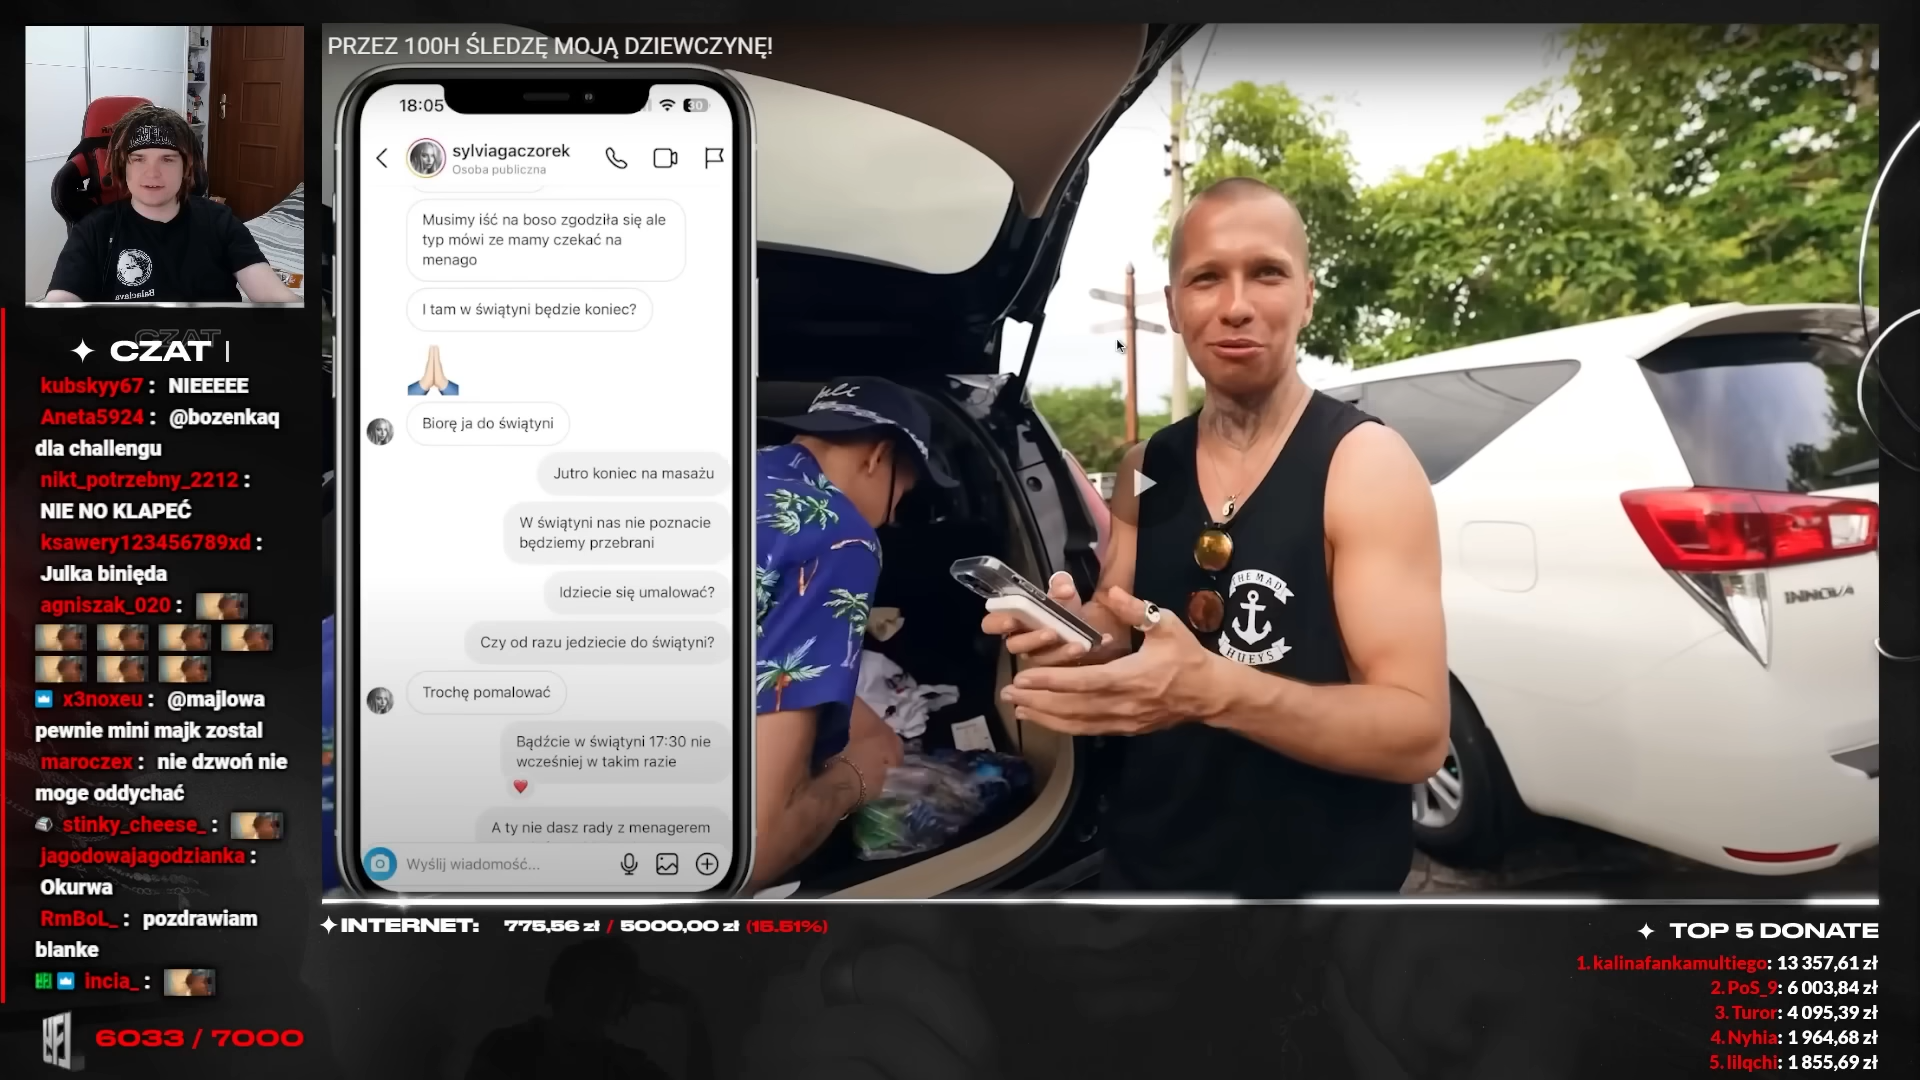 PRZEZ 100H ŚLEDZĘ MOJĄ DZIEWCZYNĘ!
18:05
30
sylviagaczorek
Osoba publiczna
Musimy iść na boso zgodziła się ale
typ mówi ze mamy czekać na
menago
I tam w świątyni będzie koniec?
Biorę ja do świątyni
Jutro koniec na masażu
W świątyni nas nie poznacie
będziemy przebrani
Idziecie się umalować?
Czy od razu jedziecie do świątyni?
Trochę pomalować
Bądźcie w świątyni 17:30 nie
wcześniej w takim razie
A ty nie dasz rady z menagerem
Wyślij wiadomość...
THE MAD
HUEYS
INNOVA
Balaclava
CZAT |
kubskyy67 : NIEEEEE
Aneta5924 : @bozenkaq
dla challengu
nikt_potrzebny_2212 :
NIE NO KLAPEĆ
ksawery123456789xd :
Julka binięda
agniszak_020 :
x3noxeu : @majlowa
pewnie mini majk zostal
maroczex : nie dzwoń nie
moge oddychać
stinky_cheese_ :
jagodowajagodzianka :
Okurwa
RmBoL_ : pozdrawiam
blanke
incia_ :
6033 / 7000
INTERNET: 775,56 zł / 5000,00 zł (15.51%)
TOP 5 DONATE
1. kalinafankamultiego: 13 357,61 zł
2. PoS_9: 6 003,84 zł
3. Turor: 4 095,39 zł
4. Nyhia: 1 964,68 zł
5. lilqchi: 1 855,69 zł